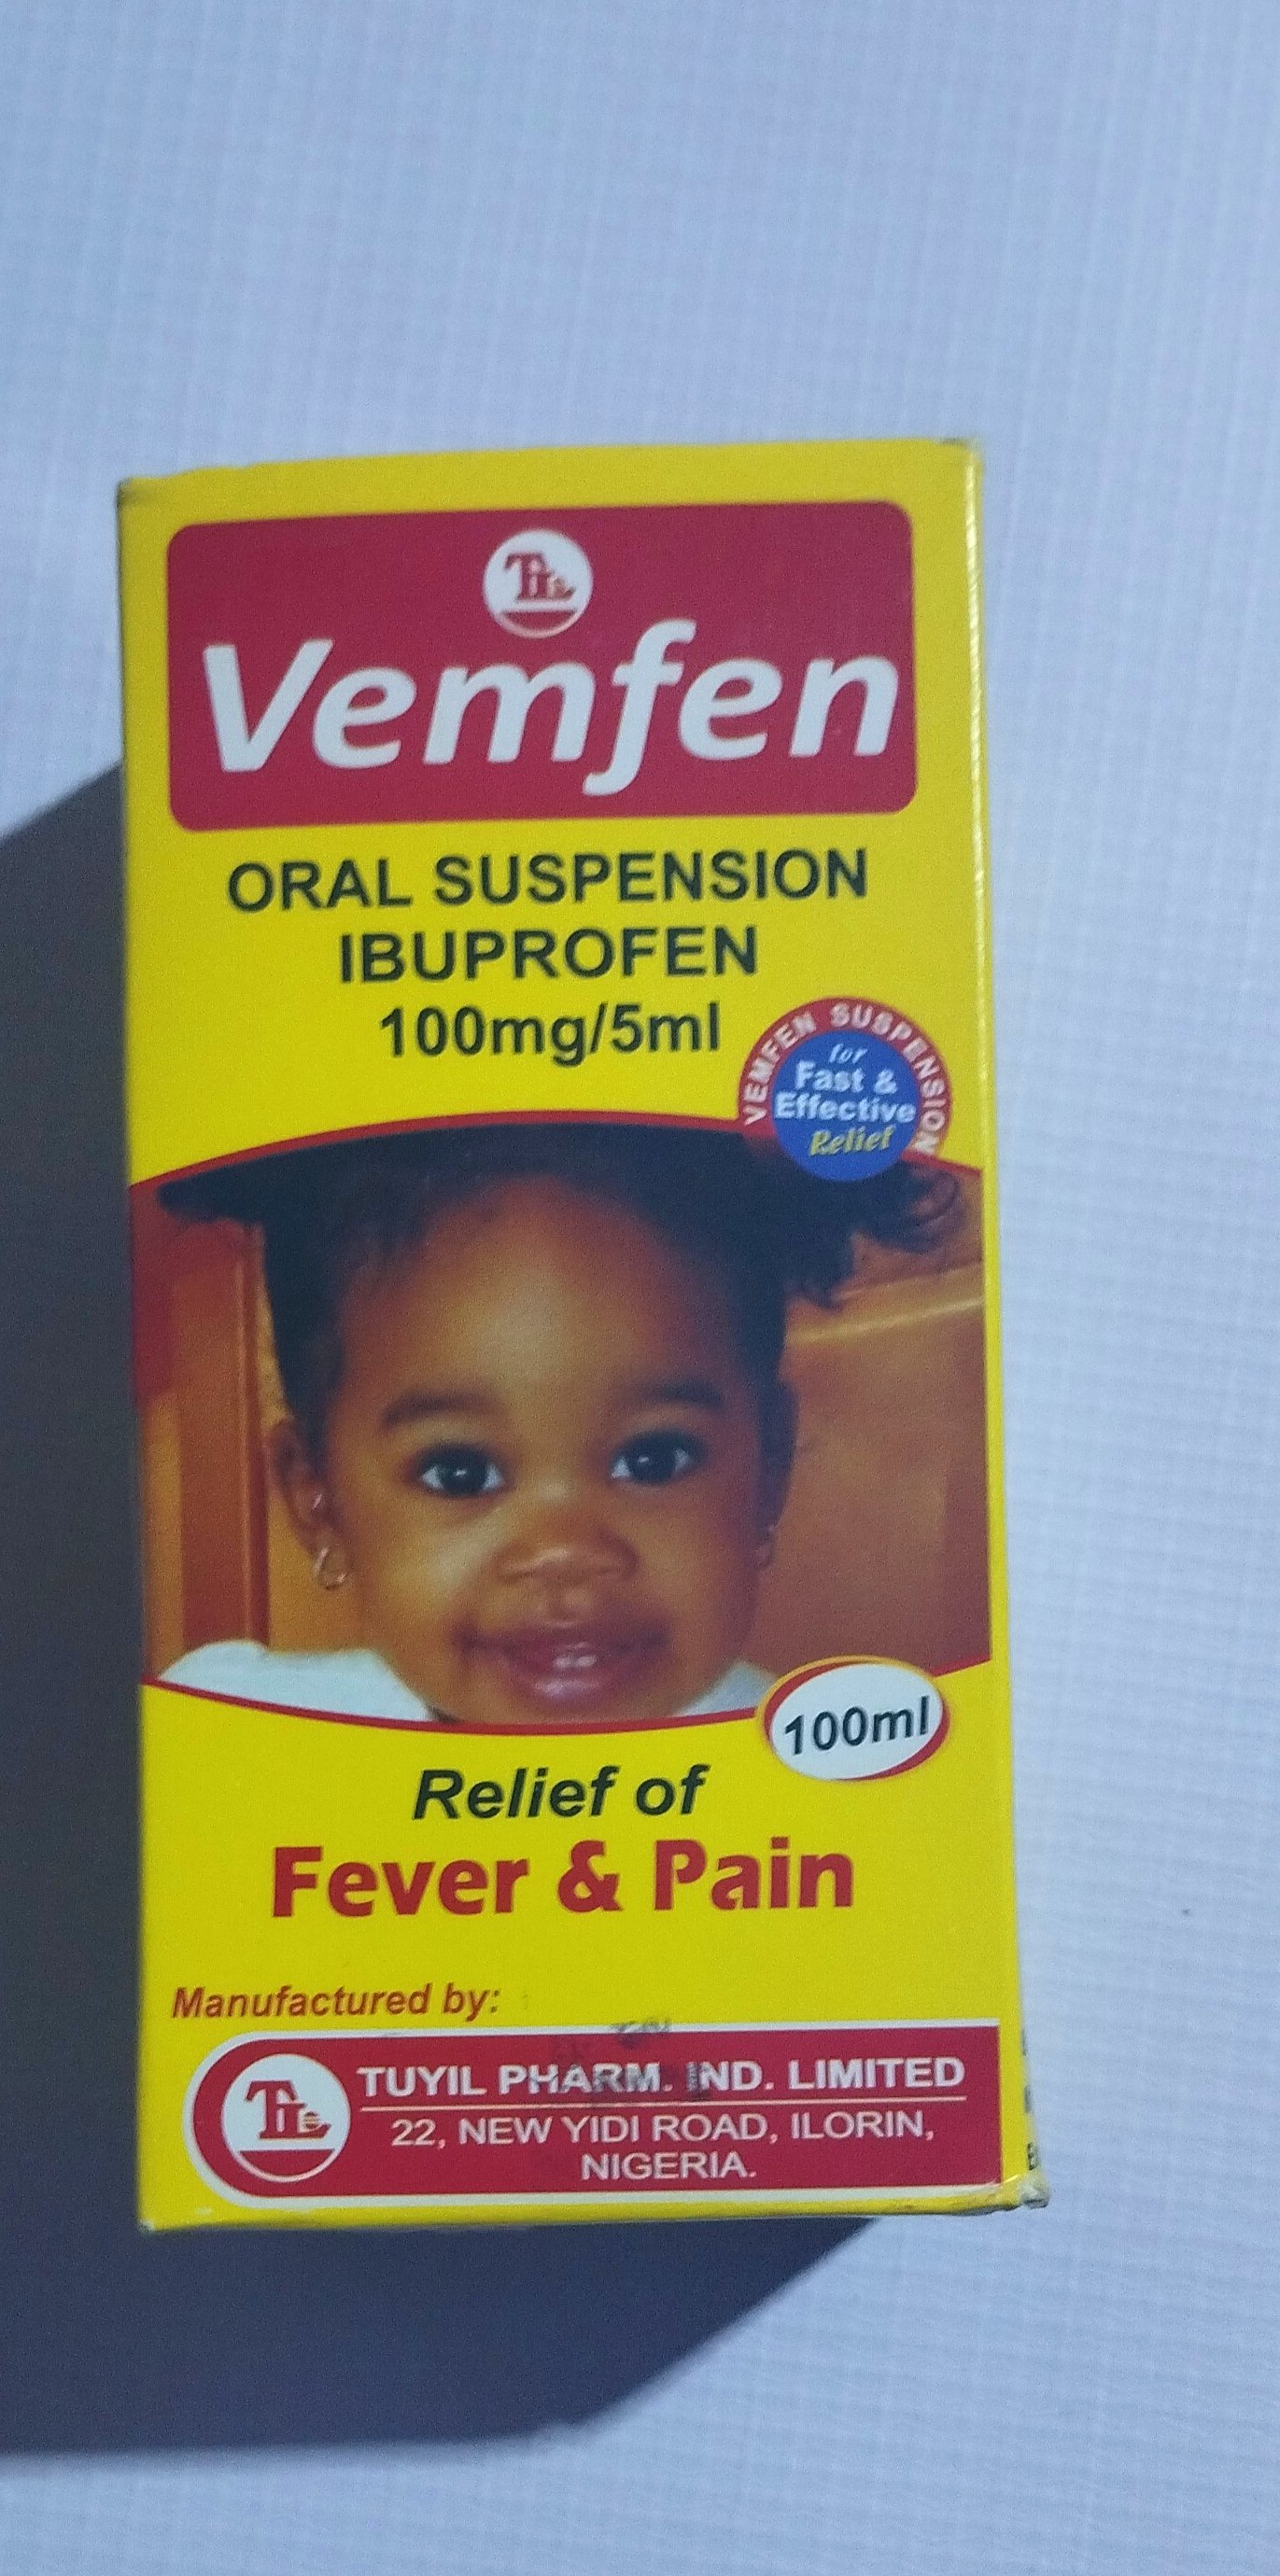 Vemfen
ORAL SUSPENSION
IBUPROFEN
100mg/5ml
VEMFEN SUSPENSION
for
Fast &
Effective
Relief
100ml
Relief of
Fever & Pain
Manufactured by:
TUYIL PHARM. IND. LIMITED
22, NEW YIDI ROAD, ILORIN,
NIGERIA.